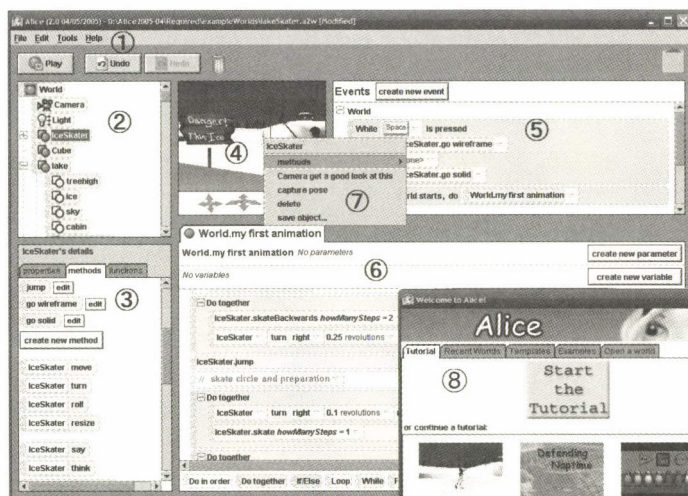 Alice (2.0 04/05/2005) - D:\Alice2005-04\Required\exampleWorlds\lakeSkater.a2w [Modified]
File Edit Tools Help
①
Play Undo Redo
World
Camera
Light
IceSkater
Cube
lake
treehigh
ice
sky
cabin
②
Danger!
Thin Ice
④
Events create new event
World
While Space is pressed
⑤
IceSkater.go wireframe
None>
IceSkater.go solid
World starts, do World.my first animation
IceSkater
methods
Camera get a good look at this
capture pose
delete
save object...
⑦
IceSkater's details
properties methods functions
③
jump edit
go wireframe edit
go solid edit
create new method
IceSkater move
IceSkater turn
IceSkater roll
IceSkater resize
IceSkater say
IceSkater think
World.my first animation
World.my first animation No parameters
create new parameter
⑥
No variables
create new variable
Do together
IceSkater.skateBackwards howManySteps = 2
IceSkater turn right 0.25 revolutions
IceSkater.jump
// skate circle and preparation
Do together
IceSkater turn right 0.1 revolutions
IceSkater.skate howManySteps = 1
Do together
Do in order Do together If/Else Loop While F
Welcome to Alice!
Alice
Tutorial Recent Worlds Templates Examples Open a world
⑧
Start
the
Tutorial
or continue a tutorial:
Defending
Naptime